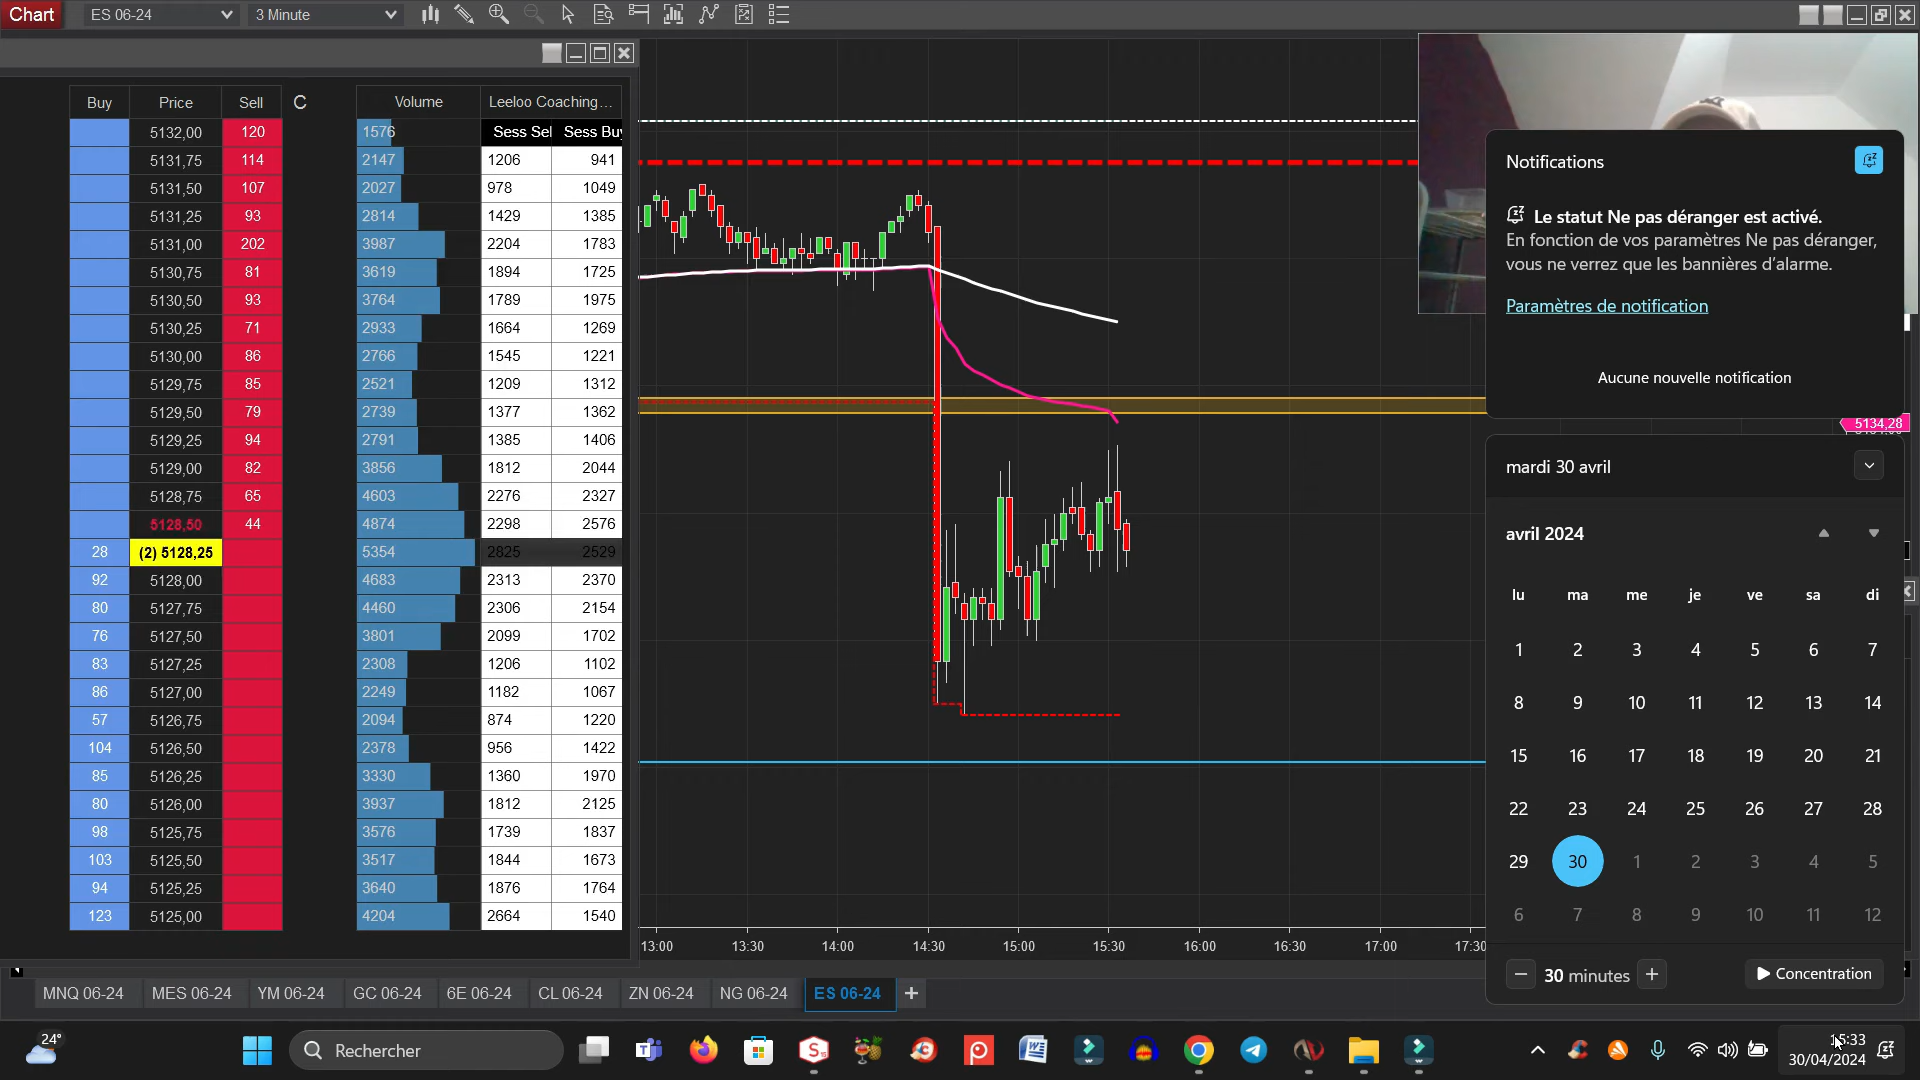 Chart
ES 06-24
3 Minute
Buy Price Sell C Volume Leeloo Coaching...
Sess Sel Sess Buy
5132,00 120 1576
5131,75 114 2147 1206 941
5131,50 107 2027 978 1049
5131,25 93 2814 1429 1385
5131,00 202 3987 2204 1783
5130,75 81 3619 1894 1725
5130,50 93 3764 1789 1975
5130,25 71 2933 1664 1269
5130,00 86 2766 1545 1221
5129,75 85 2521 1209 1312
5129,50 79 2739 1377 1362
5129,25 94 2791 1385 1406
5129,00 82 3856 1812 2044
5128,75 65 4603 2276 2327
5128,50 44 4874 2298 2576
28 (2) 5128,25 5354 2825 2529
92 5128,00 4683 2313 2370
80 5127,75 4460 2306 2154
76 5127,50 3801 2099 1702
83 5127,25 2308 1206 1102
86 5127,00 2249 1182 1067
57 5126,75 2094 874 1220
104 5126,50 2378 956 1422
85 5126,25 3330 1360 1970
80 5126,00 3937 1812 2125
98 5125,75 3576 1739 1837
103 5125,50 3517 1844 1673
94 5125,25 3640 1876 1764
123 5125,00 4204 2664 1540
13:00 13:30 14:00 14:30 15:00 15:30 16:00 16:30 17:00 17:30
5134,28
Notifications
Le statut Ne pas déranger est activé.
En fonction de vos paramètres Ne pas déranger,
vous ne verrez que les bannières d'alarme.
Paramètres de notification
Aucune nouvelle notification
mardi 30 avril
avril 2024
lu ma me je ve sa di
1 2 3 4 5 6 7
8 9 10 11 12 13 14
15 16 17 18 19 20 21
22 23 24 25 26 27 28
29 30 1 2 3 4 5
6 7 8 9 10 11 12
30 minutes
Concentration
MNQ 06-24 MES 06-24 YM 06-24 GC 06-24 6E 06-24 CL 06-24 ZN 06-24 NG 06-24 ES 06-24 +
24°
Rechercher
15:33
30/04/2024